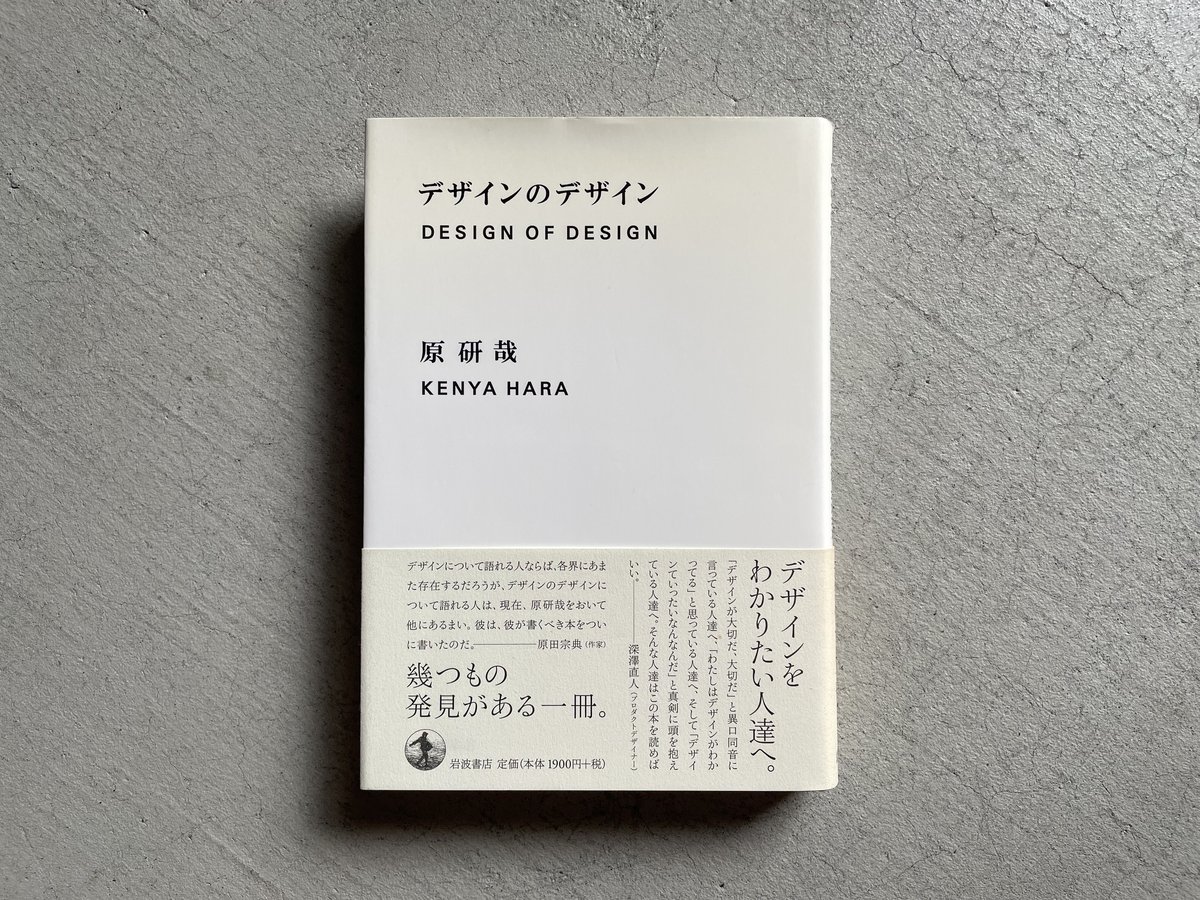 デザインのデザイン
DESIGN OF DESIGN
原 研哉
KENYA HARA
デザインについて語れる人ならば、各界にあま
た存在するだろうが、デザインのデザインに
ついて語れる人は、現在、原研哉をおいて
他にあるまい。彼は、彼が書くべき本をつい
に書いたのだ。————原田宗典(作家)
幾つもの
発見がある一冊。
岩波書店 定価(本体1900円+税)
デザインを
わかりたい人達へ。
「デザインが大切だ、大切だ」と異口同音に
言っている人達へ、「わたしはデザインがわか
ってる」と思っている人達へ、そして「デザイ
ンていったいなんなんだ」と真剣に頭を抱え
ている人達へ。そんな人達はこの本を読めば
いい。————深澤直人(プロダクトデザイナー)